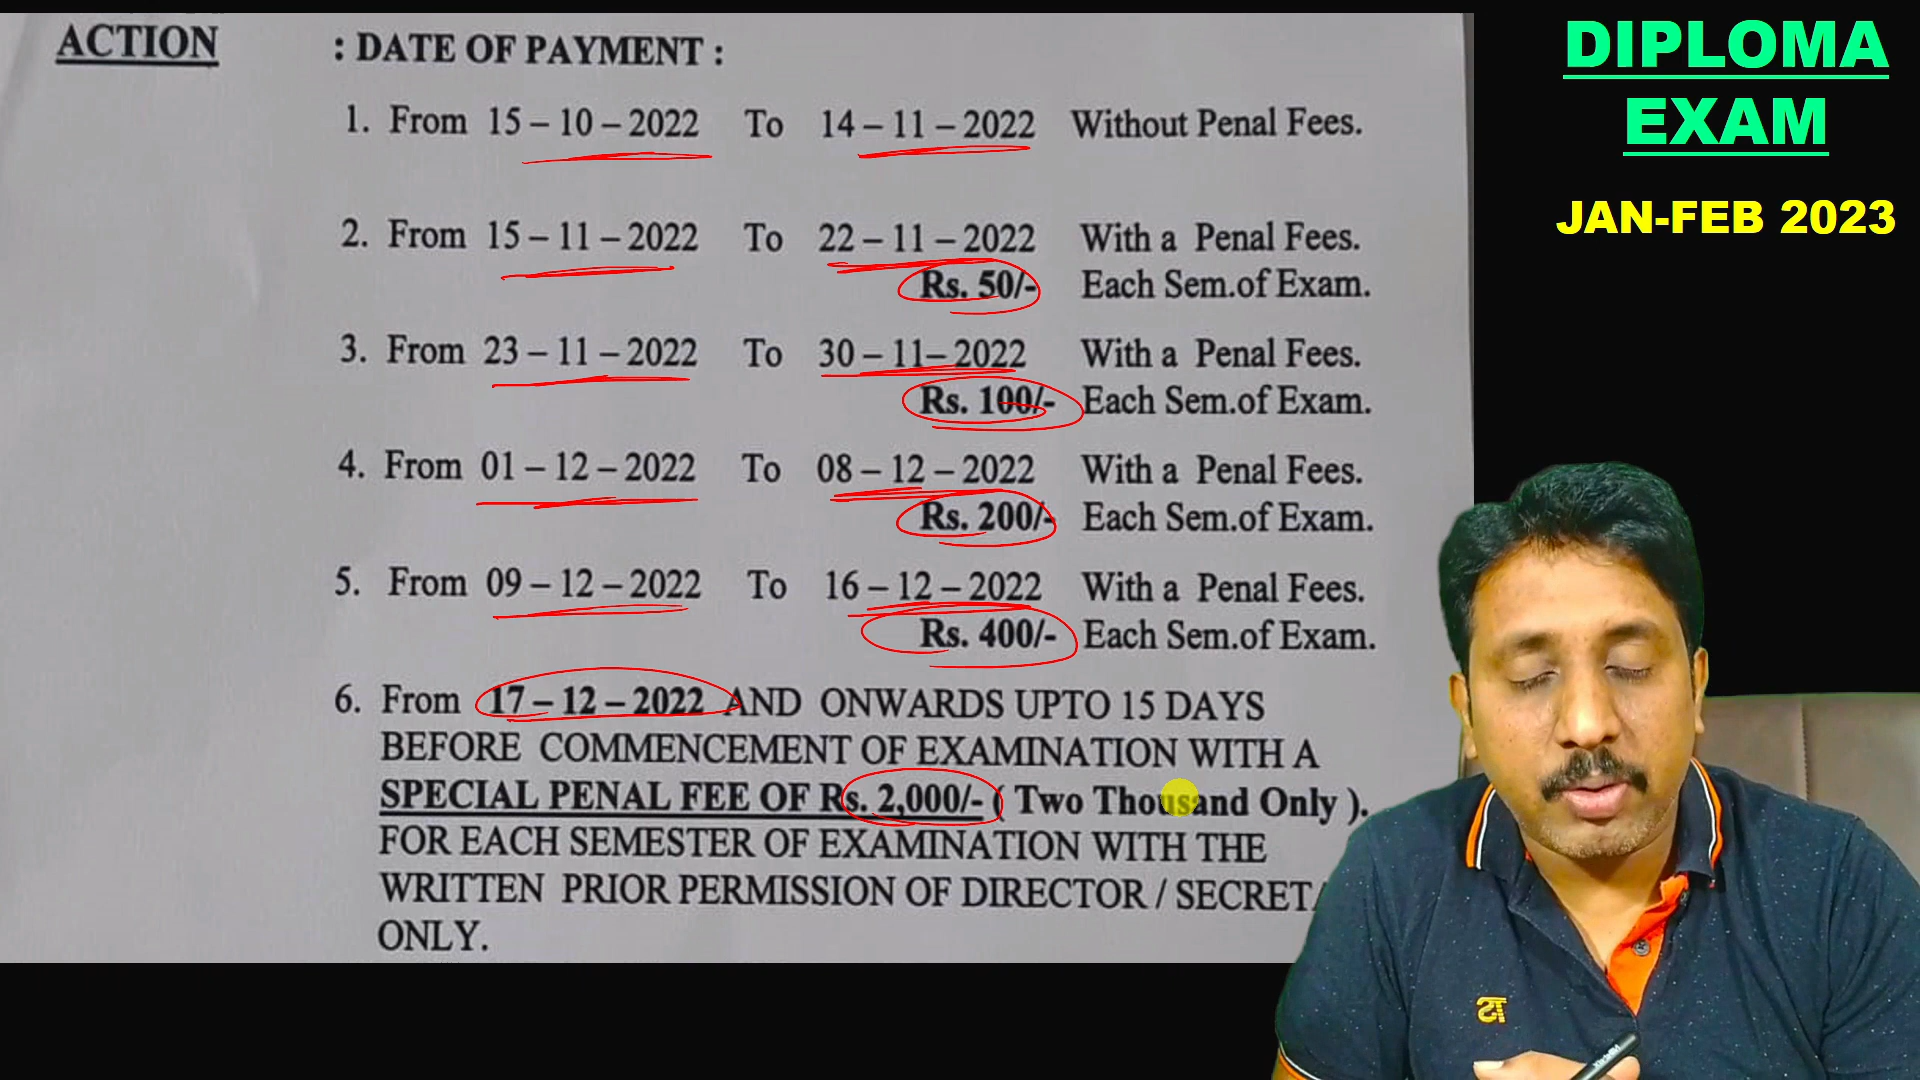 ACTION : DATE OF PAYMENT :
1. From 15 – 10 – 2022 To 14 – 11 – 2022 Without Penal Fees.
2. From 15 – 11 – 2022 To 22 – 11 – 2022 With a Penal Fees.
Rs. 50/- Each Sem.of Exam.
3. From 23 – 11 – 2022 To 30 – 11– 2022 With a Penal Fees.
Rs. 100/- Each Sem.of Exam.
4. From 01 – 12 – 2022 To 08 – 12 – 2022 With a Penal Fees.
Rs. 200/- Each Sem.of Exam.
5. From 09 – 12 – 2022 To 16 – 12 – 2022 With a Penal Fees.
Rs. 400/- Each Sem.of Exam.
6. From 17 – 12 – 2022 AND ONWARDS UPTO 15 DAYS
BEFORE COMMENCEMENT OF EXAMINATION WITH A
SPECIAL PENAL FEE OF Rs. 2,000/- ( Two Thousand Only ).
FOR EACH SEMESTER OF EXAMINATION WITH THE
WRITTEN PRIOR PERMISSION OF DIRECTOR /
ONLY.
DIPLOMA
EXAM
JAN-FEB 2023